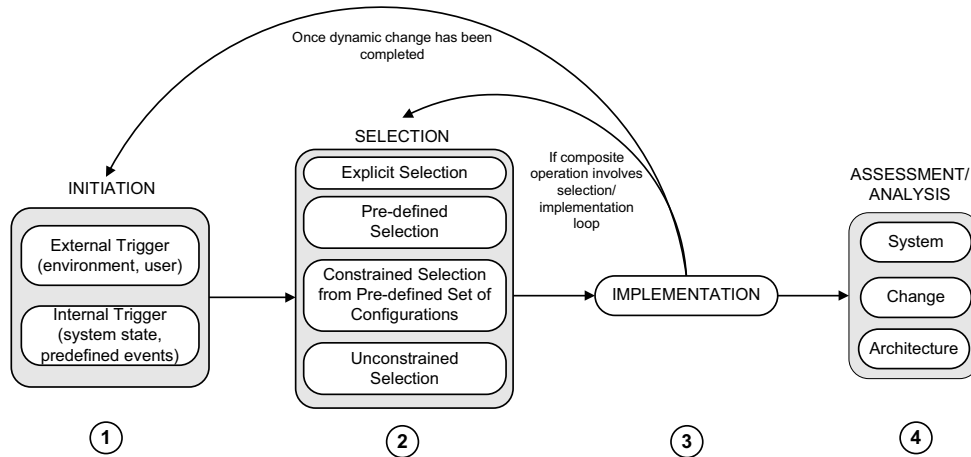 Once dynamic change has been
completed
SELECTION
If composite
operation involves
selection/
implementation
loop
INITIATION
External Trigger
(environment, user)
Internal Trigger
(system state,
predefined events)
Explicit Selection
Pre-defined
Selection
Constrained Selection
from Pre-defined Set of
Configurations
Unconstrained
Selection
IMPLEMENTATION
ASSESSMENT/
ANALYSIS
System
Change
Architecture
1
2
3
4